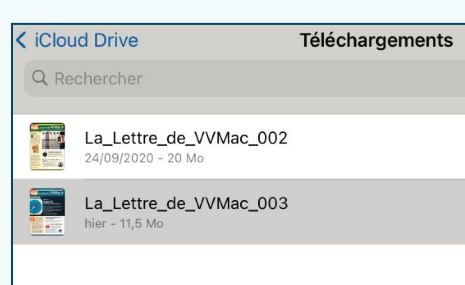 iCloud Drive
Téléchargements
Rechercher
La_Lettre_de_VVMac_002
24/09/2020 - 20 Mo
La_Lettre_de_VVMac_003
hier - 11,5 Mo